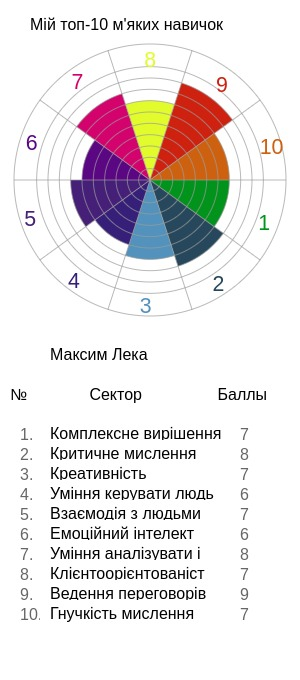 Мій топ-10 м'яких навичок
8
7
9
6
10
5
1
4
2
3
Максим Лека
№ Сектор Баллы
1. Комплексне вирішення 7
2. Критичне мислення 8
3. Креативність 7
4. Уміння керувати людь 6
5. Взаємодія з людьми 7
6. Емоційний інтелект 6
7. Уміння аналізувати і 8
8. Клієнтоорієнтованіст 7
9. Ведення переговорів 9
10. Гнучкість мислення 7